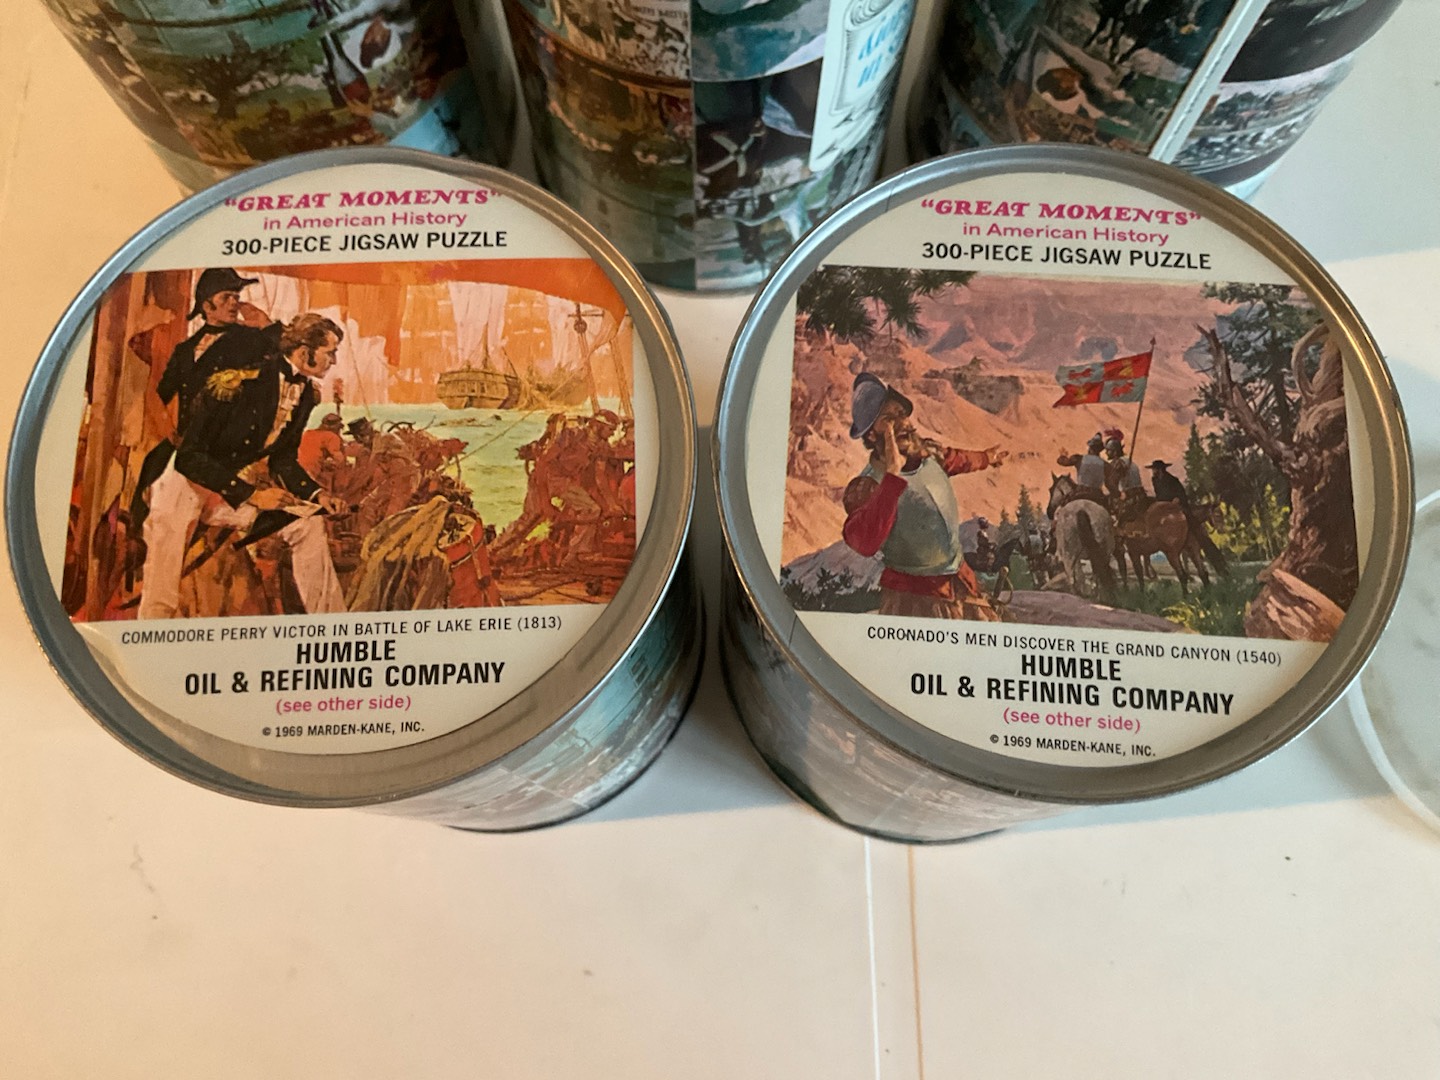 "GREAT MOMENTS"
in American History
300-PIECE JIGSAW PUZZLE
COMMODORE PERRY VICTOR IN BATTLE OF LAKE ERIE (1813)
HUMBLE
OIL & REFINING COMPANY
(see other side)
© 1969 MARDEN-KANE, INC.
"GREAT MOMENTS"
in American History
300-PIECE JIGSAW PUZZLE
CORONADO'S MEN DISCOVER THE GRAND CANYON (1540)
HUMBLE
OIL & REFINING COMPANY
(see other side)
© 1969 MARDEN-KANE, INC.